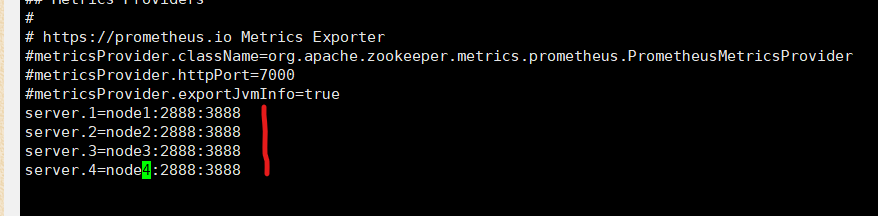 ## Metrics Providers
#
# https://prometheus.io Metrics Exporter
#metricsProvider.className=org.apache.zookeeper.metrics.prometheus.PrometheusMetricsProvider
#metricsProvider.httpPort=7000
#metricsProvider.exportJvmInfo=true
server.1=node1:2888:3888
server.2=node2:2888:3888
server.3=node3:2888:3888
server.4=node4:2888:3888